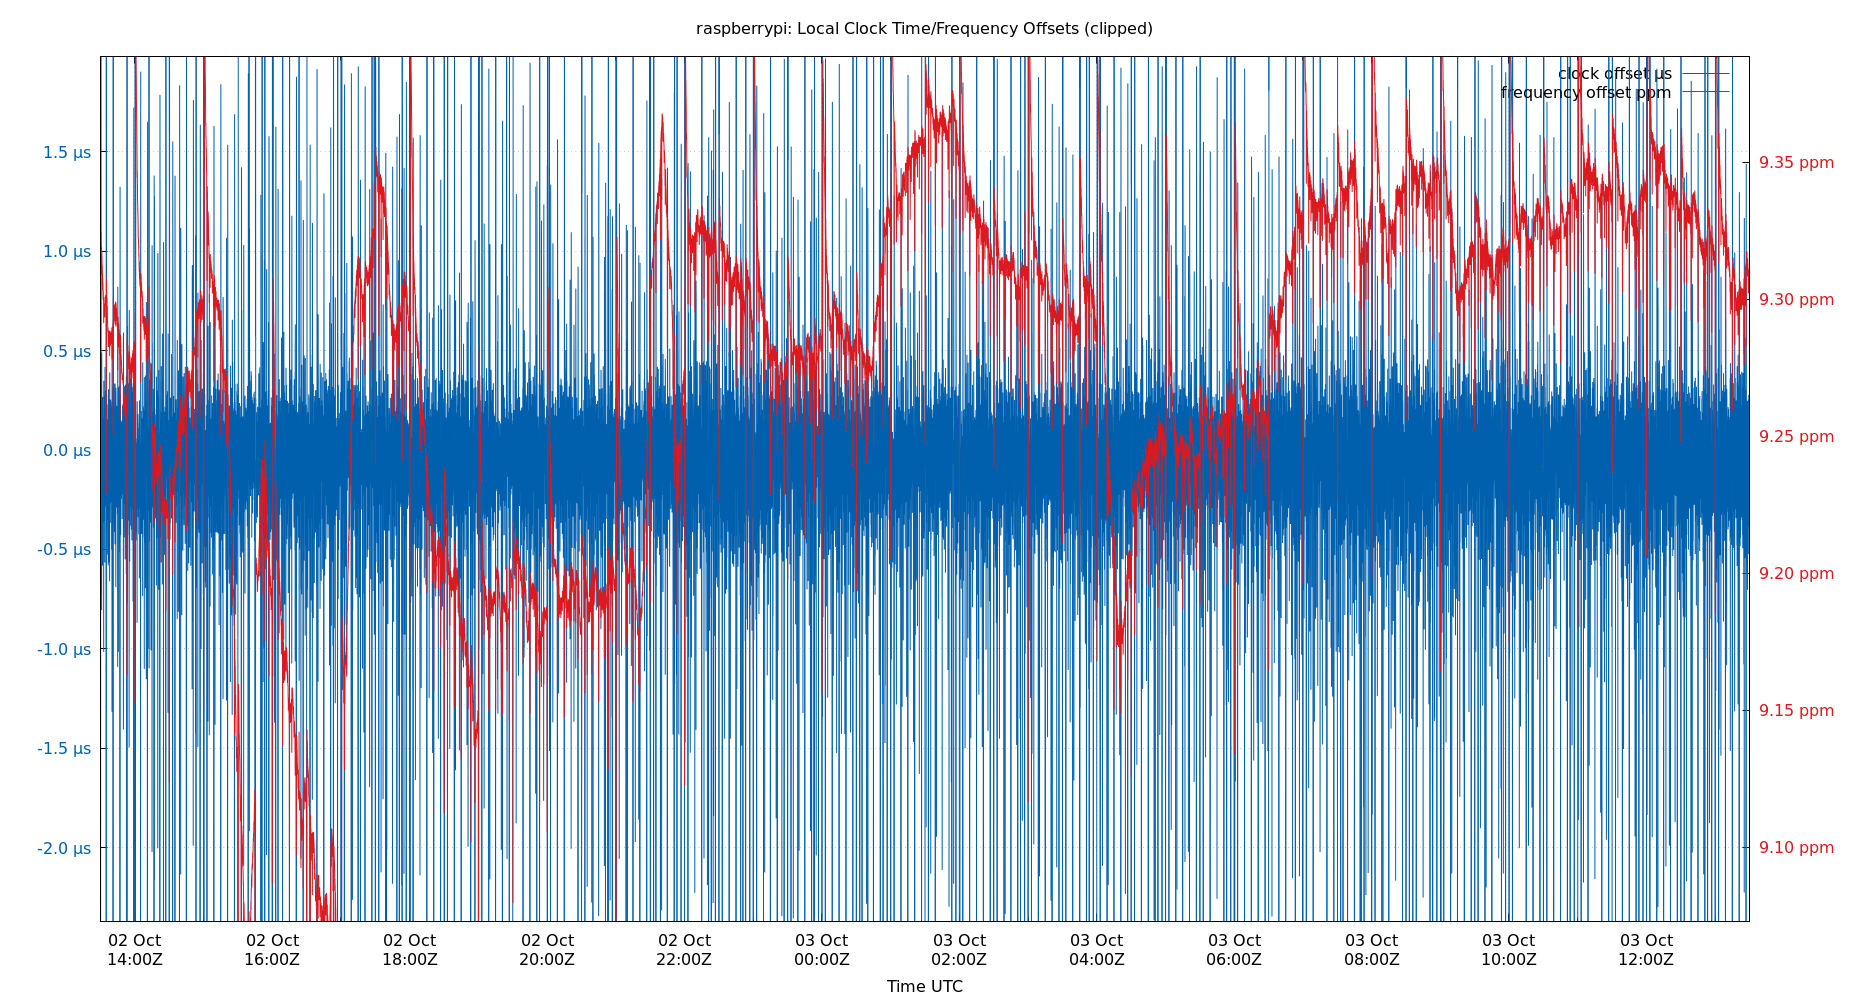 raspberrypi: Local Clock Time/Frequency Offsets (clipped)
clock offset µs
frequency offset ppm
1.5 µs
1.0 µs
0.5 µs
0.0 µs
-0.5 µs
-1.0 µs
-1.5 µs
-2.0 µs
9.35 ppm
9.30 ppm
9.25 ppm
9.20 ppm
9.15 ppm
9.10 ppm
02 Oct 02 Oct 02 Oct 02 Oct 02 Oct 03 Oct 03 Oct 03 Oct 03 Oct 03 Oct 03 Oct 03 Oct
14:00Z 16:00Z 18:00Z 20:00Z 22:00Z 00:00Z 02:00Z 04:00Z 06:00Z 08:00Z 10:00Z 12:00Z
Time UTC